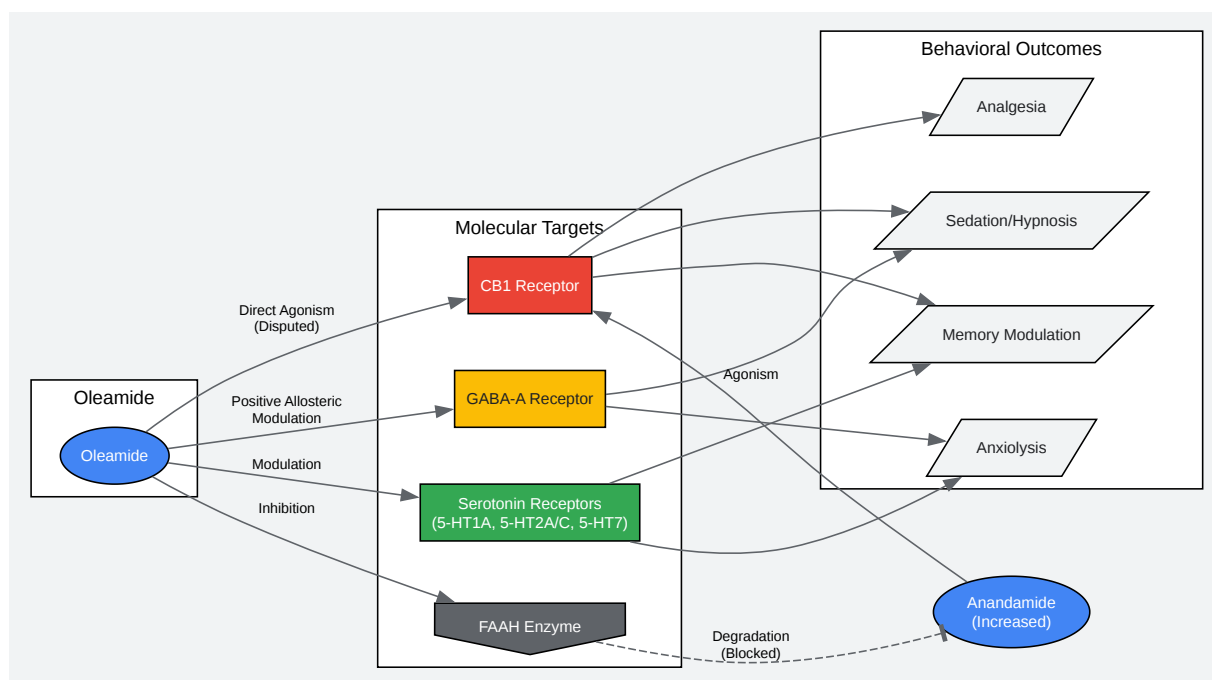 Behavioral Outcomes
Analgesia
Sedation/Hypnosis
Molecular Targets
CB1 Receptor
Direct Agonism
(Disputed)
Memory Modulation
Agonism
Oleamide
Positive Allosteric
Modulation
GABA-A Receptor
Oleamide
Modulation
Anxiolysis
Serotonin Receptors
(5-HT1A, 5-HT2A/C, 5-HT7)
Inhibition
FAAH Enzyme
Degradation
(Blocked)
Anandamide
(Increased)